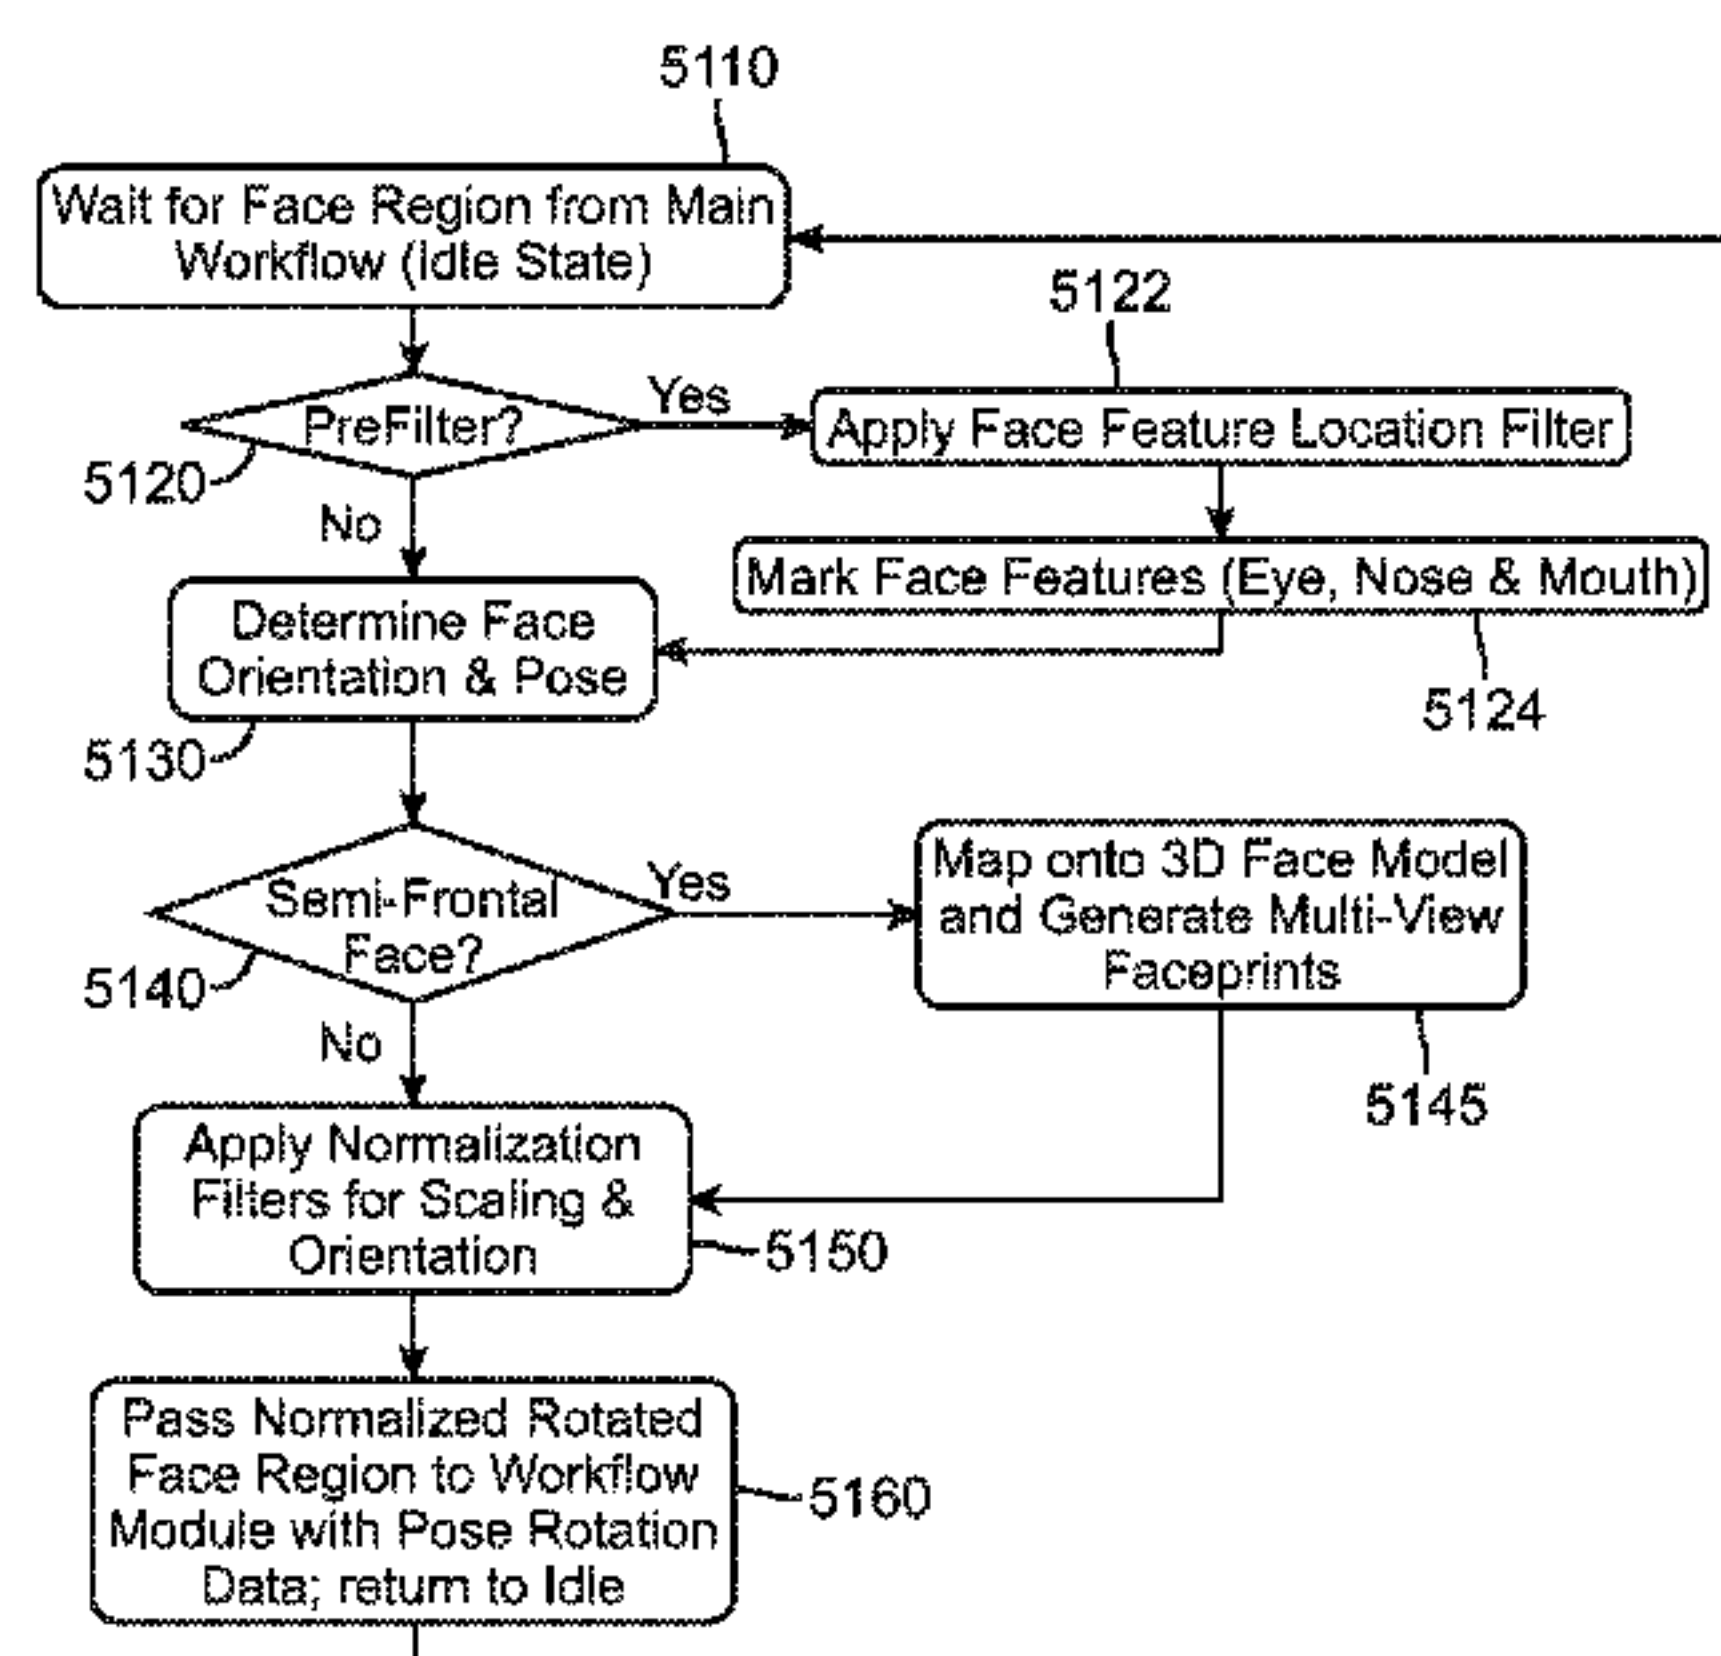 5110
Wait for Face Region from Main
Workflow (Idle State)
5122
PreFilter?
Yes
Apply Face Feature Location Filter
5120
No
Mark Face Features (Eye, Nose & Mouth)
Determine Face
Orientation & Pose
5124
5130
Semi-Frontal
Face?
Yes
Map onto 3D Face Model
and Generate Multi-View
Faceprints
5140
No
5145
Apply Normalization
Filters for Scaling &
Orientation
5150
Pass Normalized Rotated
Face Region to Workflow
Module with Pose Rotation
Data; return to Idle
5160